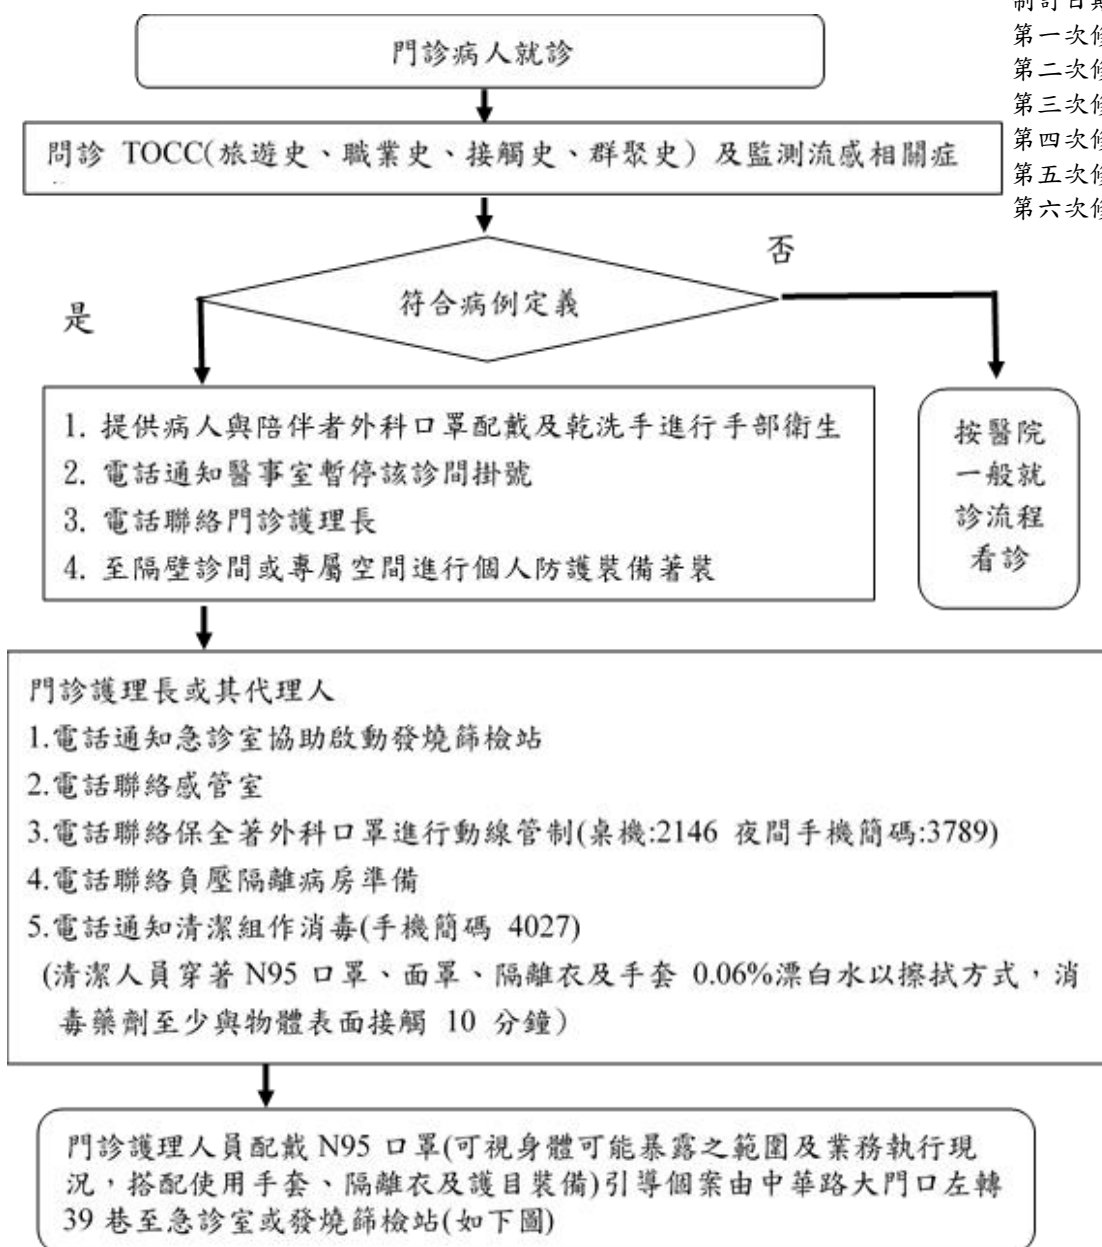 制訂日期
第一次修
第二次修
第三次修
第四次修
第五次修
第六次修
門診病人就診
問診 TOCC(旅遊史、職業史、接觸史、群聚史) 及監測流感相關症
符合病例定義
是
否
1. 提供病人與陪伴者外科口罩配戴及乾洗手進行手部衛生
2. 電話通知醫事室暫停該診間掛號
3. 電話聯絡門診護理長
4. 至隔壁診間或專屬空間進行個人防護裝備著裝
按醫院
一般就
診流程
看診
門診護理長或其代理人
1.電話通知急診室協助啟動發燒篩檢站
2.電話聯絡感管室
3.電話聯絡保全著外科口罩進行動線管制(桌機:2146 夜間手機簡碼:3789)
4.電話聯絡負壓隔離病房準備
5.電話通知清潔組作消毒(手機簡碼 4027)
(清潔人員穿著 N95 口罩、面罩、隔離衣及手套 0.06%漂白水以擦拭方式，消
毒藥劑至少與物體表面接觸 10 分鐘）
門診護理人員配戴 N95 口罩(可視身體可能暴露之範圍及業務執行現
況，搭配使用手套、隔離衣及護目裝備)引導個案由中華路大門口左轉
39 巷至急診室或發燒篩檢站(如下圖)